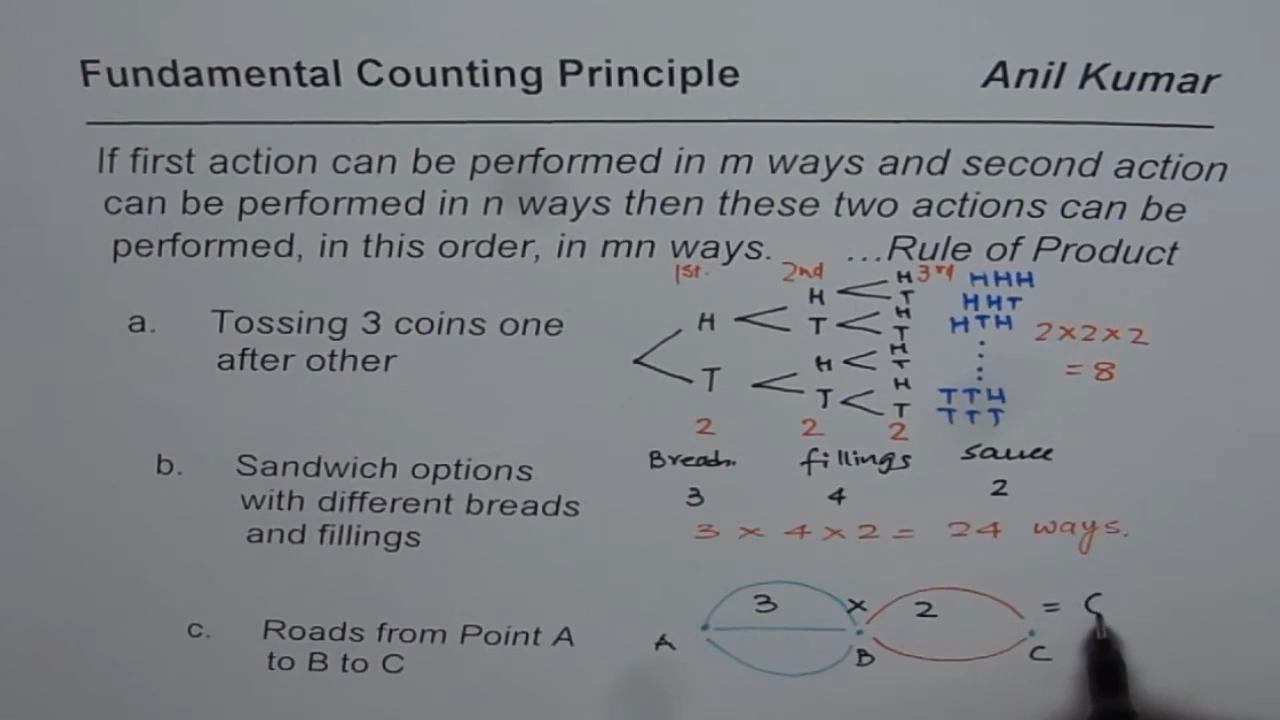 Fundamental Counting Principle Anil Kumar
If first action can be performed in m ways and second action
can be performed in n ways then these two actions can be
performed, in this order, in mn ways. ...Rule of Product
1st. 2nd 3rd
H HHH
H T HHT
a. Tossing 3 coins one H T H HTH 2×2×2
after other T H H T = 8
T T H TTH
T TTT
2 2 2
b. Sandwich options Bread. fillings sauce
with different breads 3 4 2
and fillings 3 × 4 × 2 = 24 ways.
3 × 2 =
c. Roads from Point A A B C
to B to C